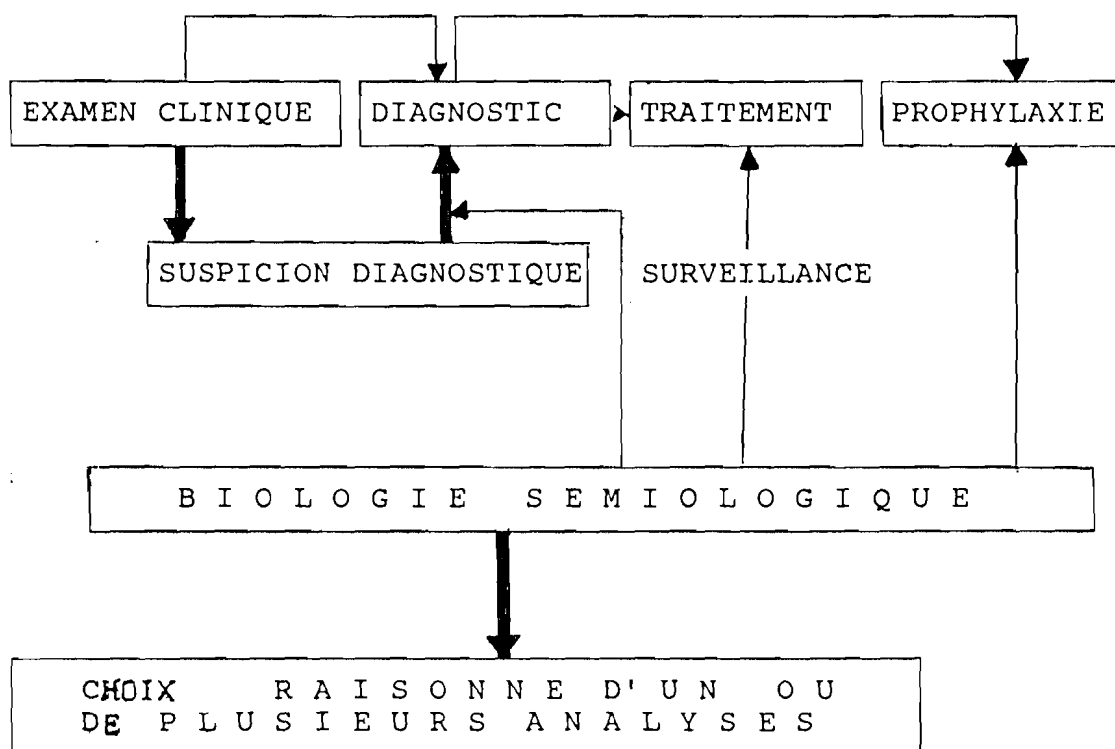 EXAMEN CLINIQUE
DIAGNOSTIC
TRAITEMENT
PROPHYLAXIE
SUSPICION DIAGNOSTIQUE
SURVEILLANCE
BIOLOGIE SEMIOLOGIQUE
CHOIX RAISONNE D'UN OU
DE PLUSIEURS ANALYSES